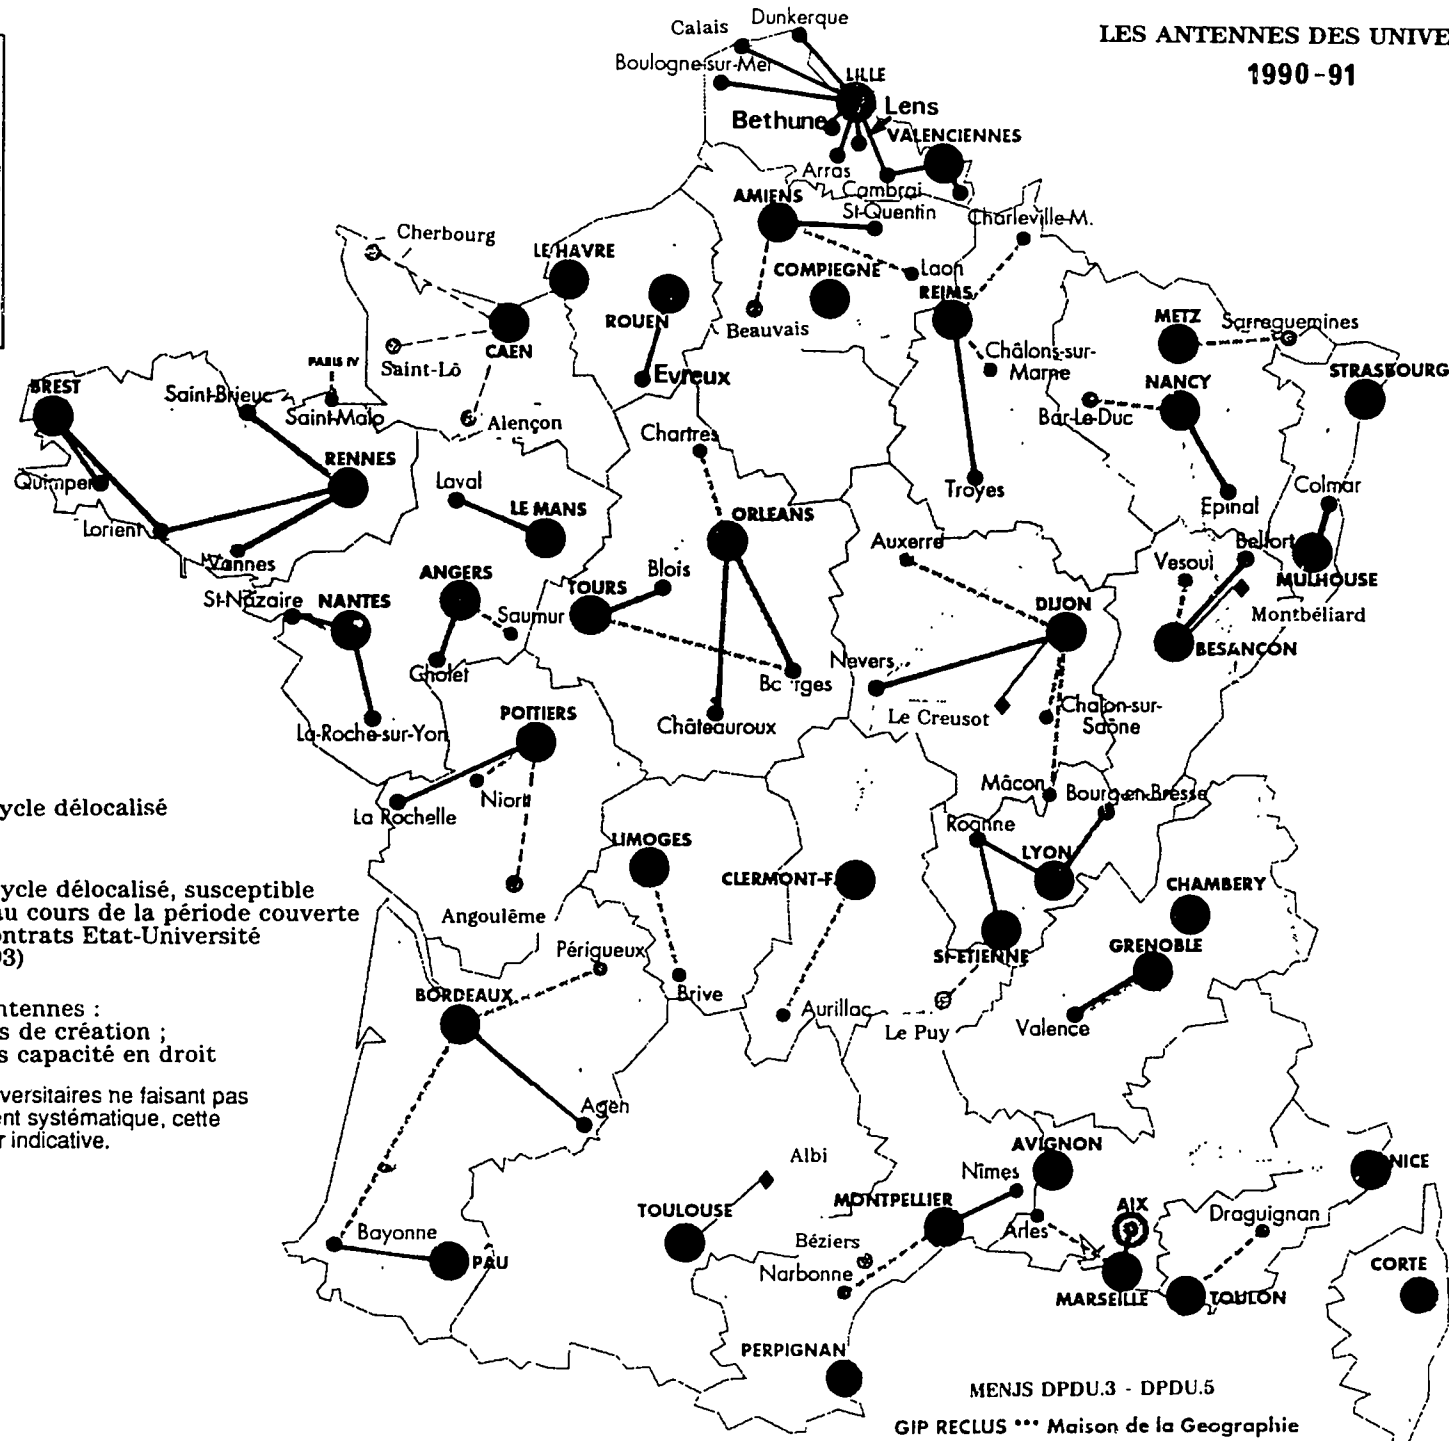 LES ANTENNES DES UNIVE
1990-91
Dunkerque
Calais
Boulogne-sur-Mer
LILLE
Lens
Bethune
VALENCIENNES
Arras
Cambrai
AMIENS
St-Quentin
Charleville-M.
Cherbourg
LE HAVRE
COMPIEGNE
Laon
REIMS
ROUEN
Beauvais
METZ
Sarreguemines
CAEN
Saint-Lô
PARIS IV
Châlons-sur-
Marne
Evreux
STRASBOURG
BREST
Saint-Brieuc
Saint-Malo
NANCY
Bar-Le-Duc
Alençon
Chartres
RENNES
Quimper
Laval
Troyes
Colmar
LE MANS
ORLEANS
Epinal
Lorient
Auxerre
Belfort
Vannes
Vesoul
ANGERS
Blois
MULHOUSE
St-Nazaire
NANTES
TOURS
Saumur
DIJON
Montbéliard
BESANÇON
Cholet
Nevers
Bourges
POITIERS
Le Creusot
Chalon-sur-
Saône
La-Roche-sur-Yon
Châteauroux
Mâcon
Bourg-en-Bresse
Niort
ycle délocalisé
La Rochelle
Roanne
LIMOGES
LYON
CLERMONT-F.
CHAMBERY
ycle délocalisé, susceptible
au cours de la période couverte
ontrats Etat-Université
93)
Angoulême
GRENOBLE
Périgueux
ST-ETIENNE
BORDEAUX
Brive
Aurillac
Le Puy
Valence
ntennes :
s de création ;
s capacité en droit
versitaires ne faisant pas
ent systématique, cette
r indicative.
Agen
AVIGNON
Albi
Nîmes
NICE
MONTPELLIER
TOULOUSE
AIX
Draguignan
Bayonne
Béziers
Arles
PAU
Narbonne
CORTE
MARSEILLE
TOULON
PERPIGNAN
MENJS DPDU.3 - DPDU.5
GIP RECLUS *** Maison de la Geographie